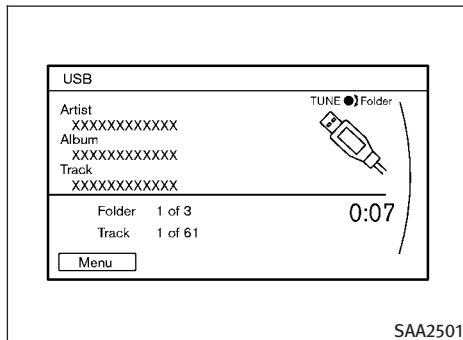 USB
TUNE Folder
Artist
XXXXXXXXXXXX
Album
XXXXXXXXXXXX
Track
XXXXXXXXXXXX
Folder 1 of 3
0:07
Track 1 of 61
Menu
SAA2501